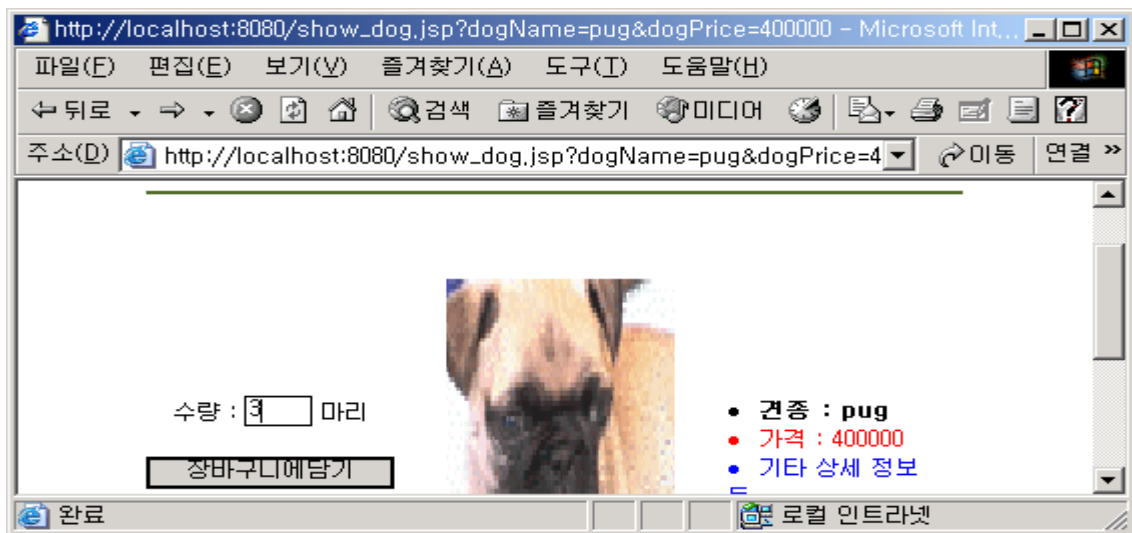 http://localhost:8080/show_dog.jsp?dogName=pug&dogPrice=400000 - Microsoft Int...
파일(F) 편집(E) 보기(V) 즐겨찾기(A) 도구(T) 도움말(H)
뒤로 검색 즐겨찾기 미디어
주소(D) http://localhost:8080/show_dog.jsp?dogName=pug&dogPrice=4 이동 연결 »
수량 : 3 마리
장바구니에담기
• 견종 : pug
• 가격 : 400000
• 기타 상세 정보
완료 로컬 인트라넷